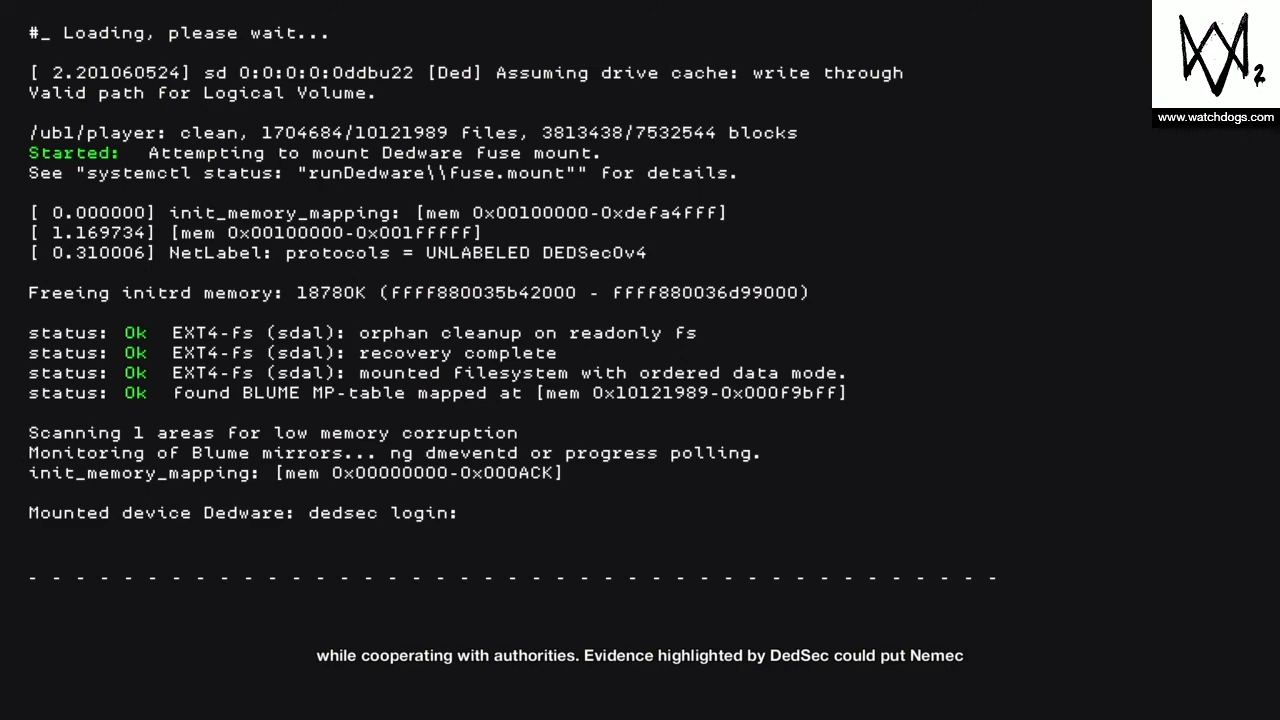 #_ Loading, please wait...
[ 2.201060524] sd 0:0:0:0:0ddbu22 [Ded] Assuming drive cache: write through
Valid path for Logical Volume.
/ubl/player: clean, 1704684/10121989 files, 3813438/7532544 blocks
Started: Attempting to mount Dedware fuse mount.
See "systemctl status: "runDedware\\fuse.mount"" for details.
[ 0.000000] init_memory_mapping: [mem 0x00100000-0xdefa4fff]
[ 1.169734] [mem 0x00100000-0x001fffff]
[ 0.310006] NetLabel: protocols = UNLABELED DEDSecOv4
Freeing initrd memory: 18780K (ffff880035b42000 - ffff880036d99000)
status: Ok EXT4-fs (sdal): orphan cleanup on readonly fs
status: Ok EXT4-fs (sdal): recovery complete
status: Ok EXT4-fs (sdal): mounted filesystem with ordered data mode.
status: Ok found BLUME MP-table mapped at [mem 0x10121989-0x000f9bff]
Scanning 1 areas for low memory corruption
Monitoring of Blume mirrors... ng dmeventd or progress polling.
init_memory_mapping: [mem 0x00000000-0x000ACK]
Mounted device Dedware: dedsec login:
- - - - - - - - - - - - - - - - - - - - - - - - - - - - - - - - - - - - - - - - -
while cooperating with authorities. Evidence highlighted by DedSec could put Nemec
2
www.watchdogs.com